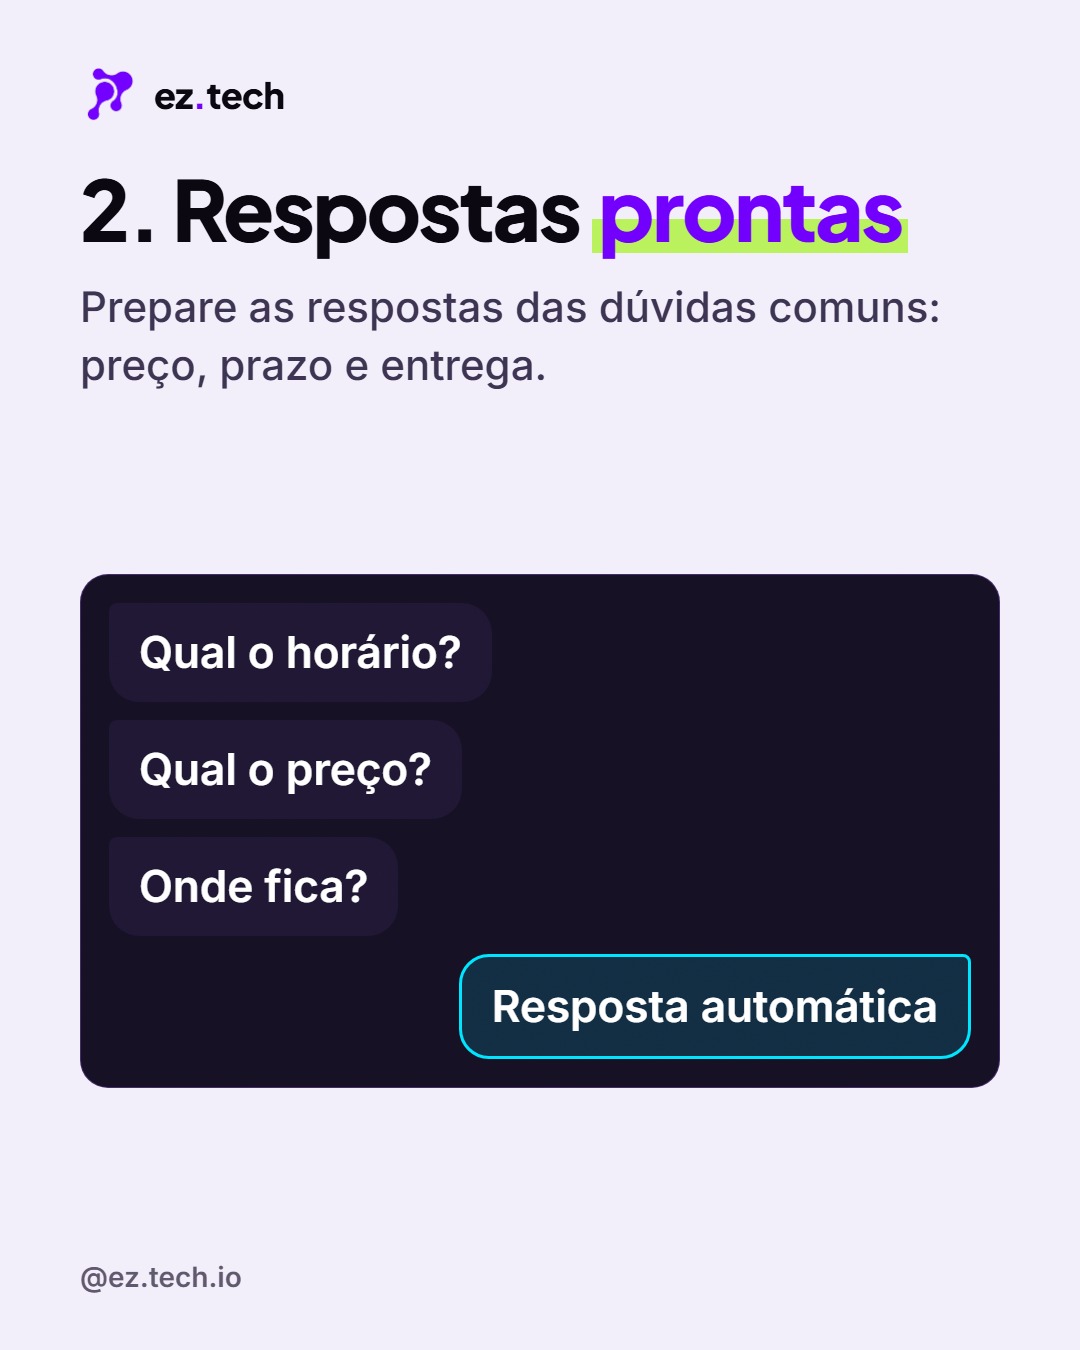 ez.tech
2. Respostas prontas
Prepare as respostas das dúvidas comuns:
preço, prazo e entrega.
Qual o horário?
Qual o preço?
Onde fica?
Resposta automática
@ez.tech.io